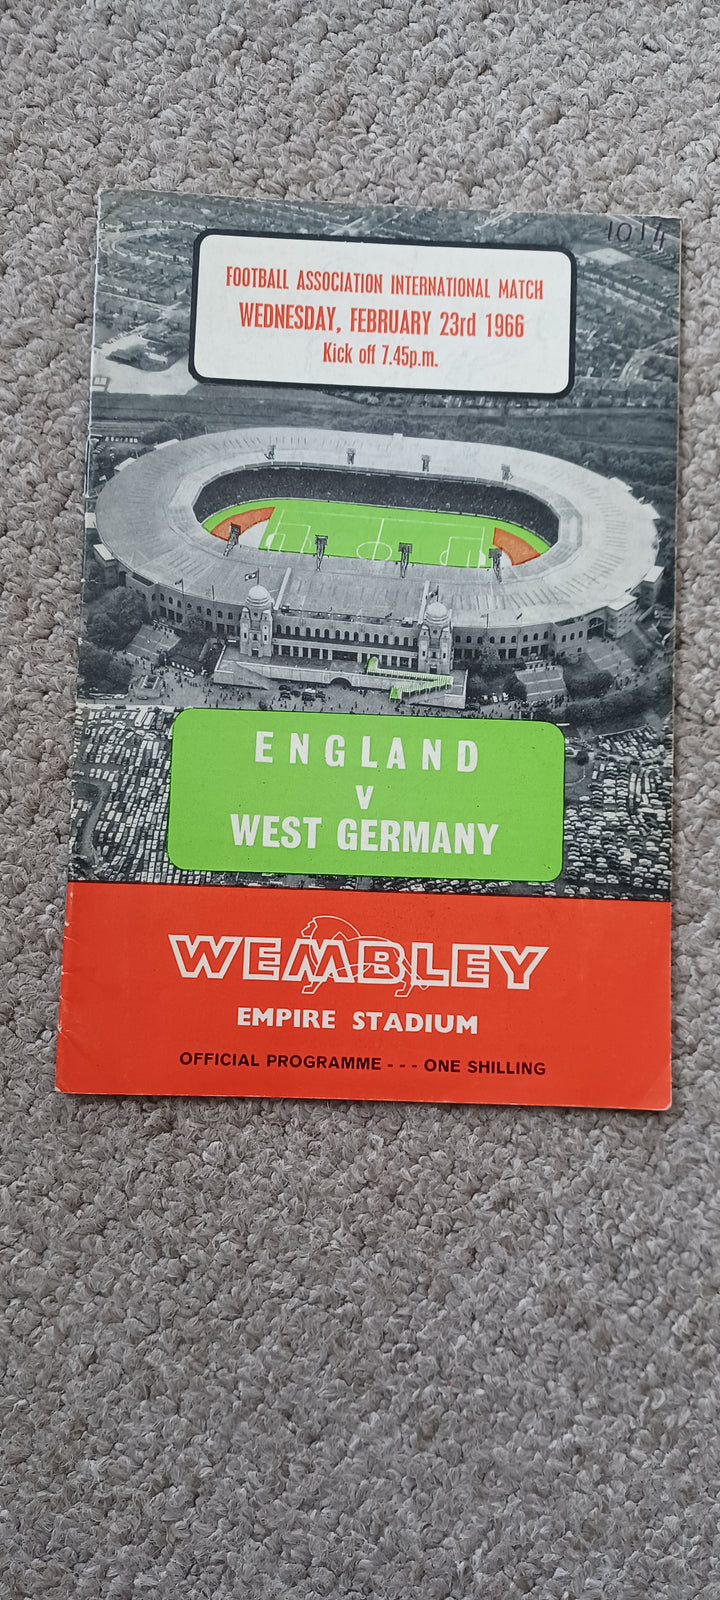 1014
FOOTBALL ASSOCIATION INTERNATIONAL MATCH
WEDNESDAY, FEBRUARY 23rd 1966
Kick off 7.45p.m.
ENGLAND
v
WEST GERMANY
WEMBLEY
EMPIRE STADIUM
OFFICIAL PROGRAMME - - - ONE SHILLING